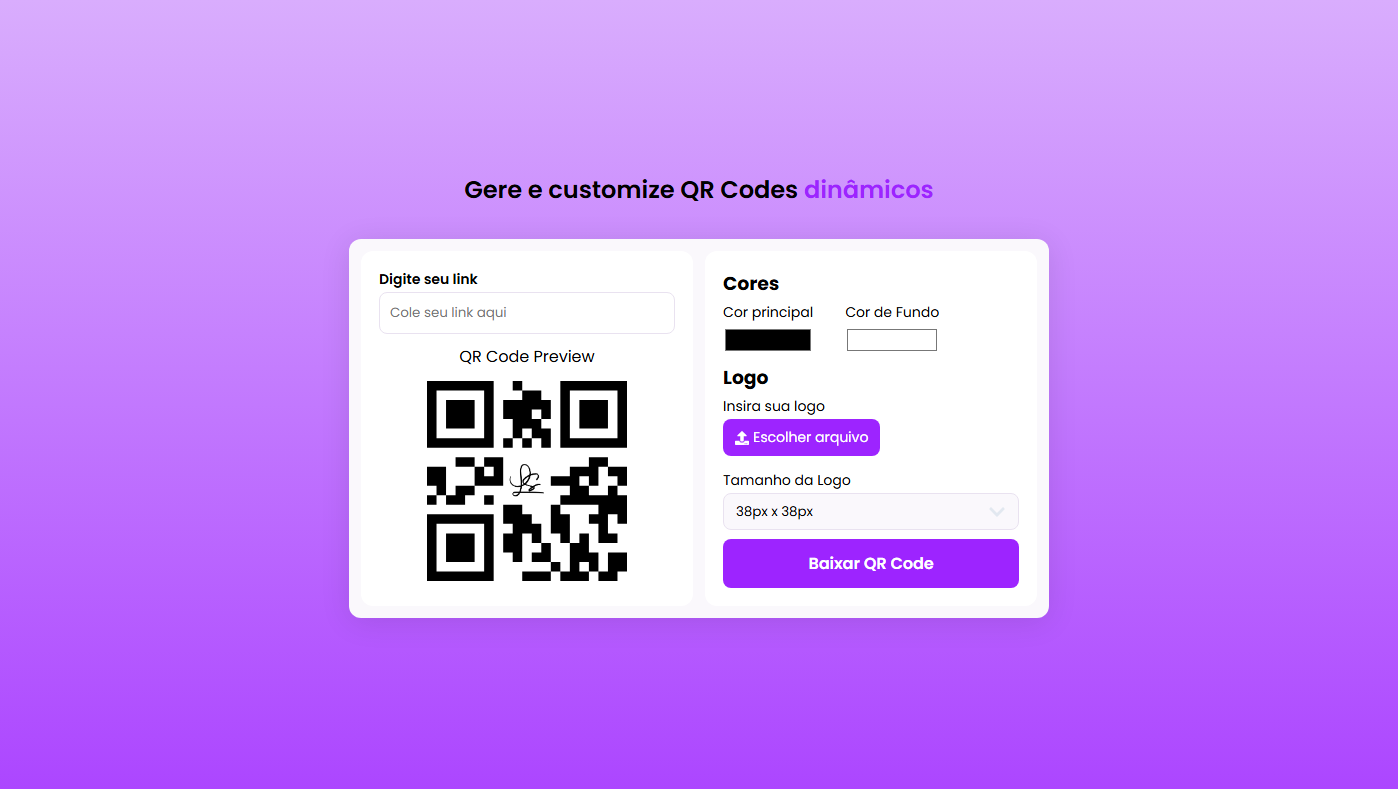 Gere e customize QR Codes dinâmicos
Digite seu link
Cole seu link aqui
QR Code Preview
Cores
Cor principal
Cor de Fundo
Logo
Insira sua logo
Escolher arquivo
Tamanho da Logo
38px x 38px
Baixar QR Code